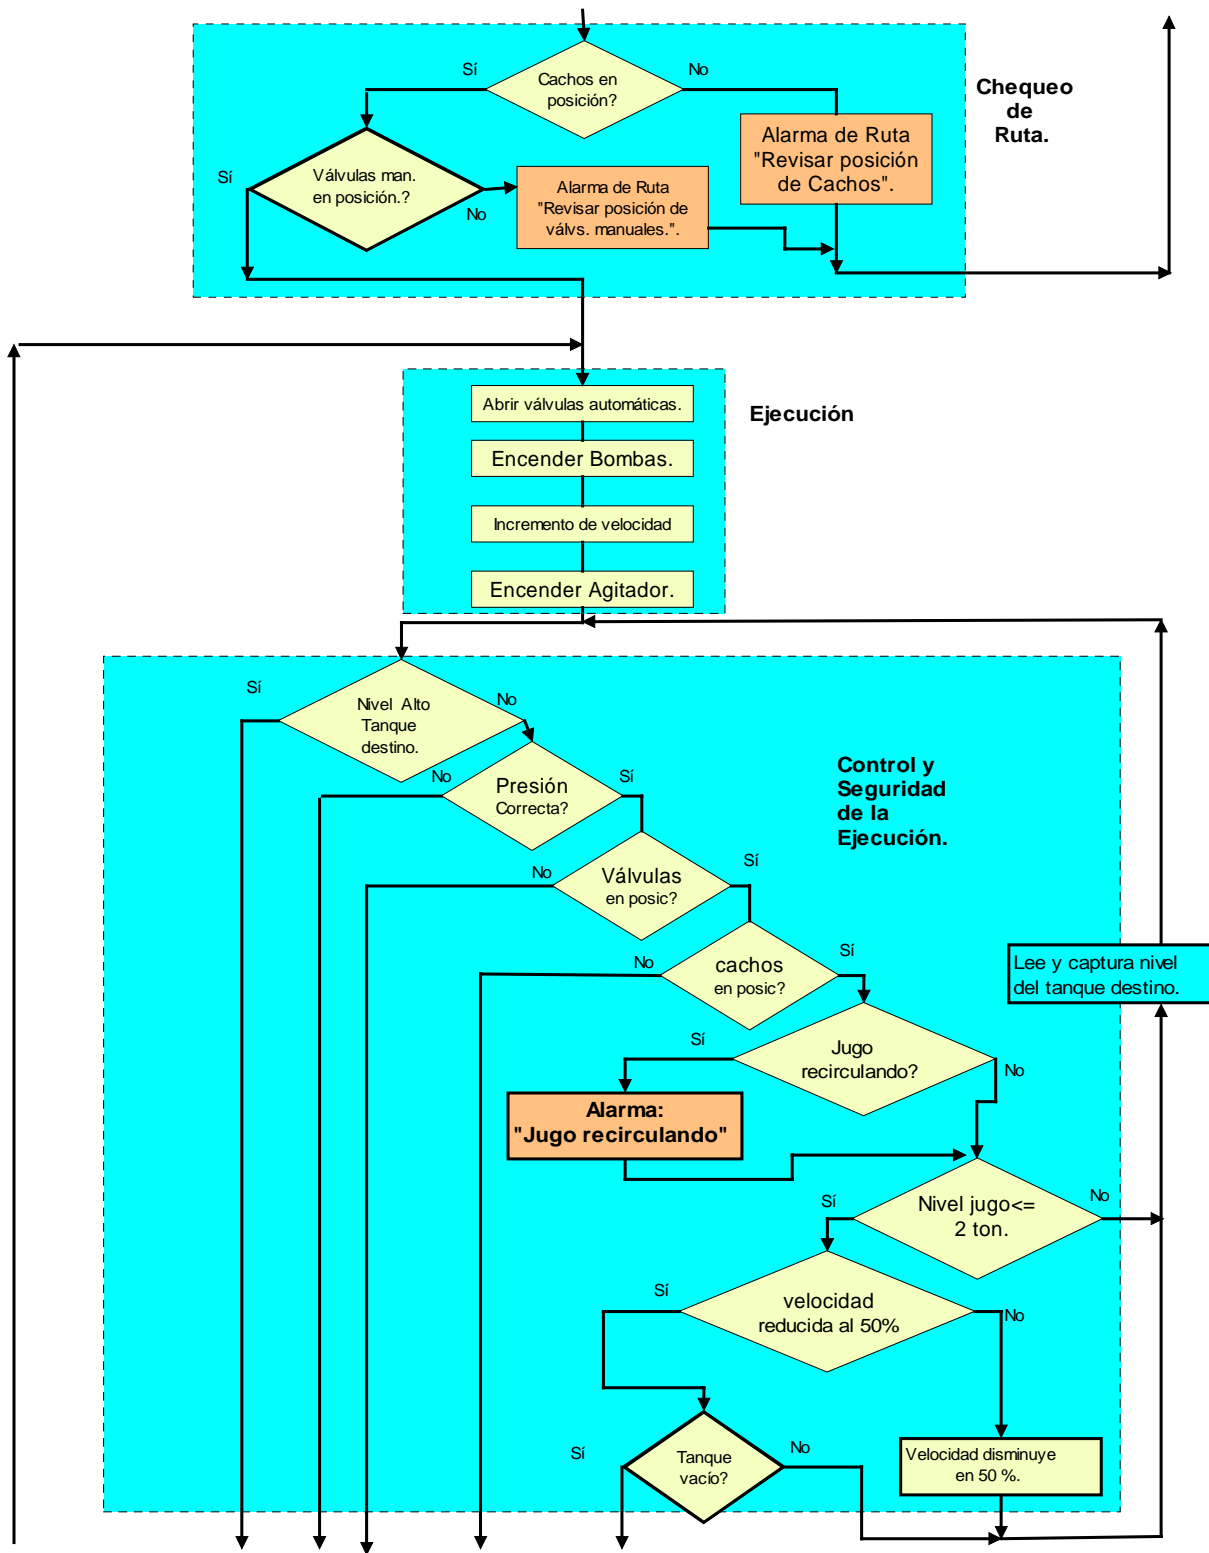 Sí
Cachos en
posición?
No
Chequeo
de
Ruta.
Alarma de Ruta
"Revisar posición
de Cachos".
Sí
Válvulas man.
en posición.?
No
Alarma de Ruta
"Revisar posición de
válvs. manuales.".
Ejecución
Abrir válvulas automáticas.
Encender Bombas.
Incremento de velocidad
Encender Agitador.
Sí
Nivel Alto
Tanque
destino.
No
Control y
Seguridad
de la
Ejecución.
No
Presión
Correcta?
Sí
No
Válvulas
en posic?
Sí
No
cachos
en posic?
Sí
Lee y captura nivel
del tanque destino.
Sí
Jugo
recirculando?
No
Alarma:
"Jugo recirculando"
Sí
Nivel jugo<=
2 ton.
No
Sí
velocidad
reducida al 50%
No
Sí
Tanque
vacío?
No
Velocidad disminuye
en 50 %.